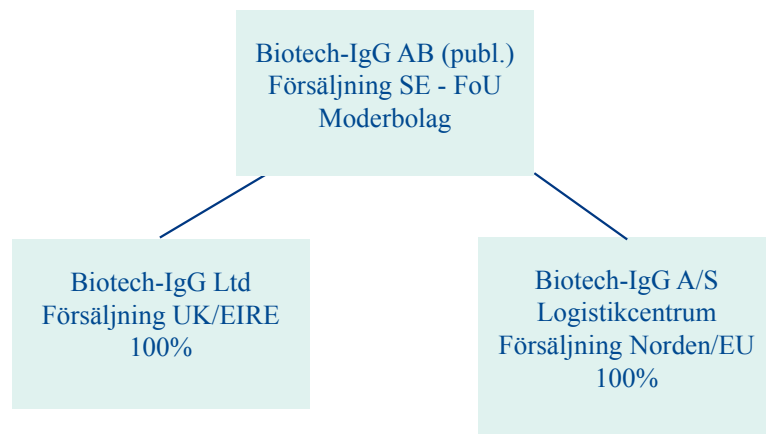 Biotech-IgG AB (publ.)
Försäljning SE - FoU
Moderbolag
Biotech-IgG Ltd
Försäljning UK/EIRE
100%
Biotech-IgG A/S
Logistikcentrum
Försäljning Norden/EU
100%